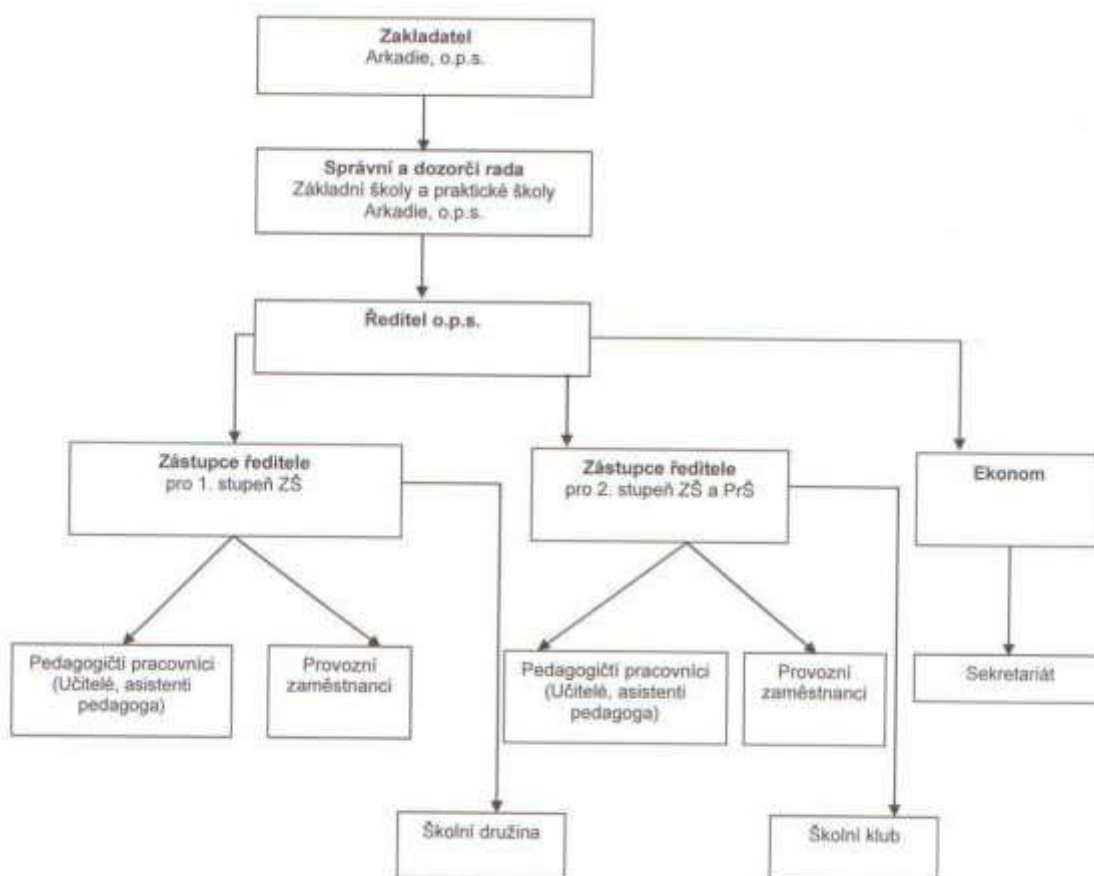 Zakladatel
Arkadie, o.p.s.
Správní a dozorčí rada
Základní školy a praktické školy
Arkadie, o.p.s.
Ředitel o.p.s.
Zástupce ředitele
pro 1. stupeň ZŠ
Zástupce ředitele
pro 2. stupeň ZŠ a PrŠ
Ekonom
Pedagogičtí pracovníci
(Učitelé, asistenti
pedagoga)
Provozní
zaměstnanci
Pedagogičtí pracovníci
(Učitelé, asistenti
pedagoga)
Provozní
zaměstnanci
Sekretariát
Školní družina
Školní klub